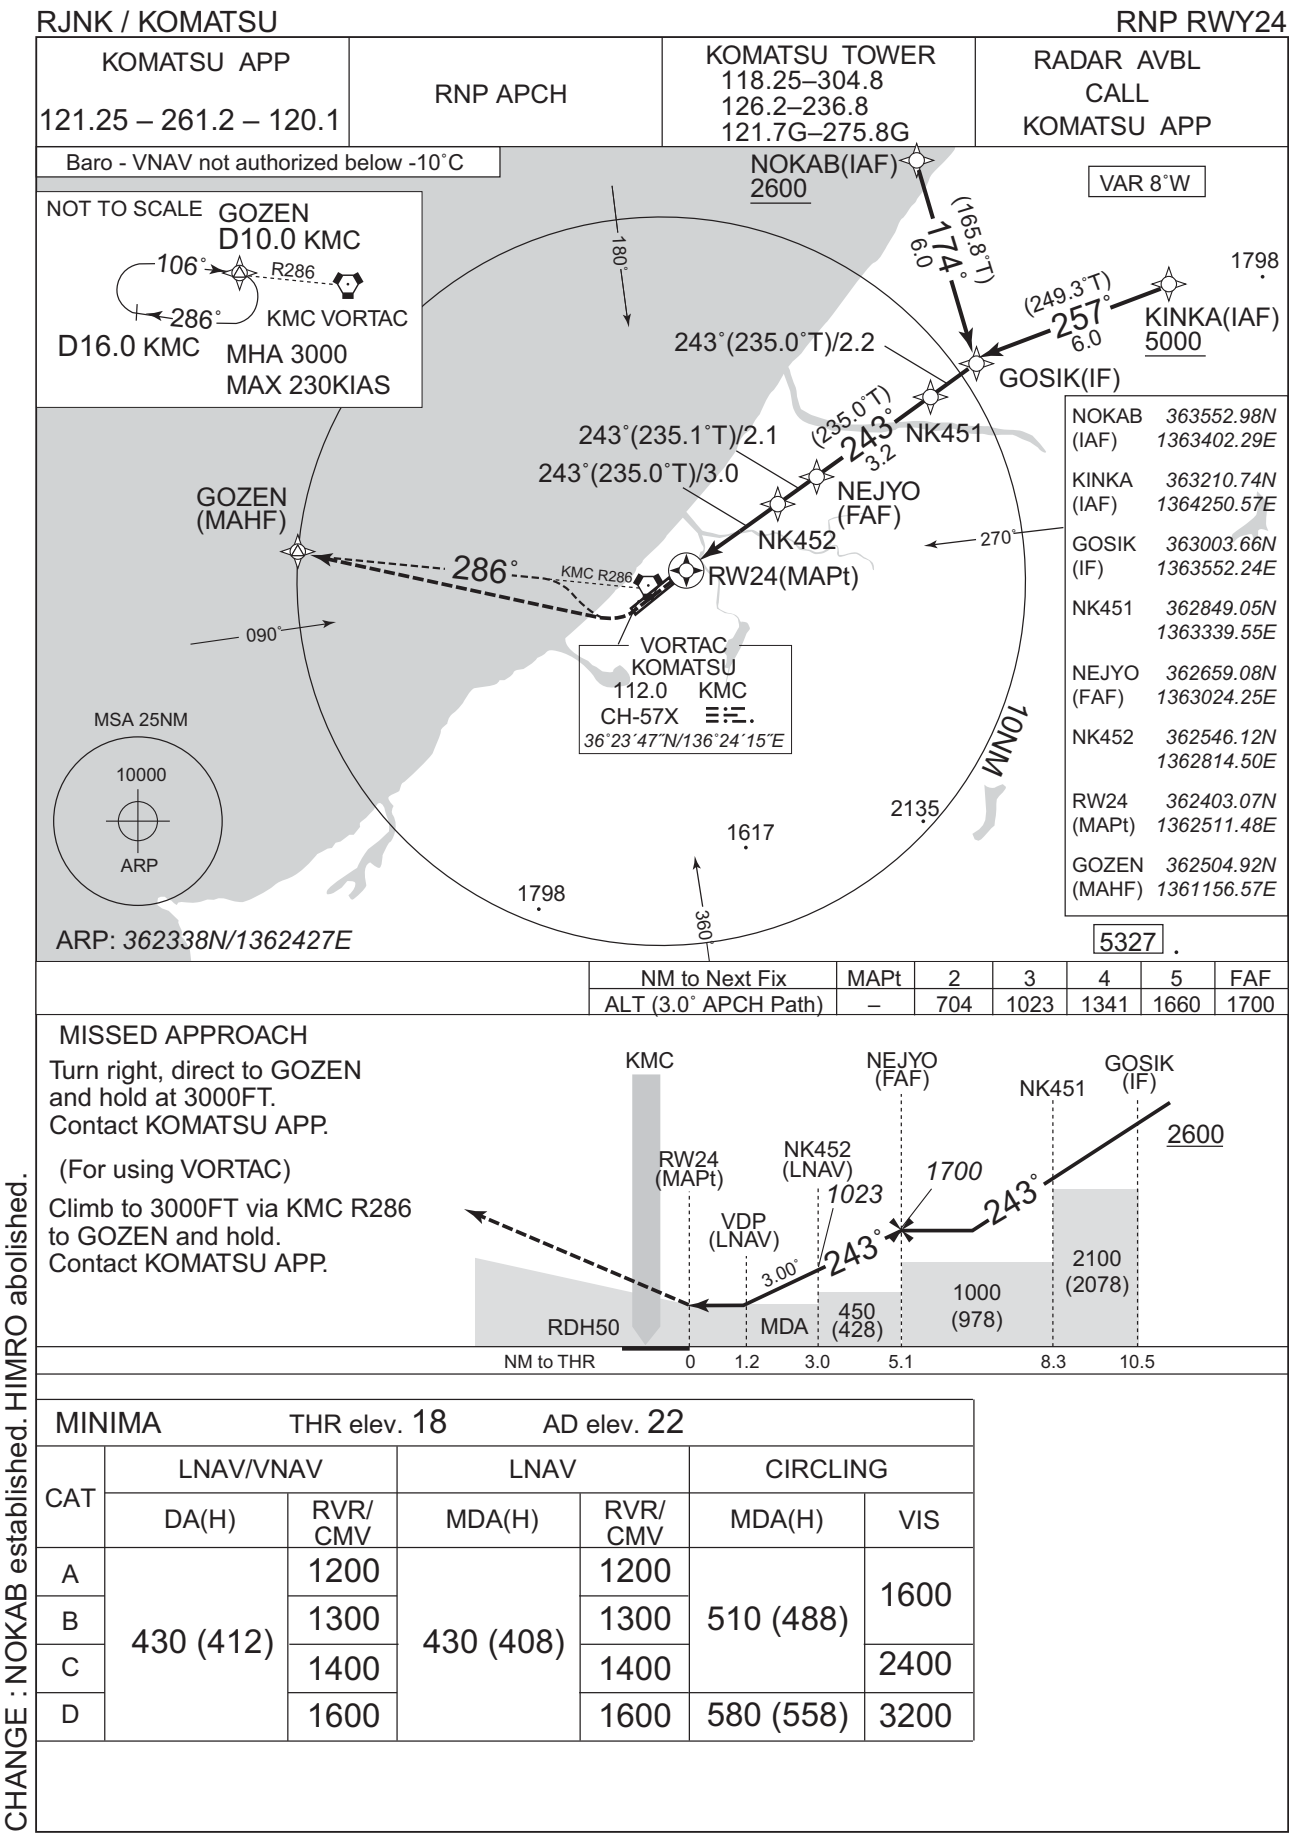 RJNK / KOMATSU
RNP RWY24
KOMATSU APP
121.25 – 261.2 – 120.1
RNP APCH
KOMATSU TOWER
118.25–304.8
126.2–236.8
121.7G–275.8G
RADAR AVBL
CALL
KOMATSU APP
Baro - VNAV not authorized below -10˚C
NOT TO SCALE
GOZEN
D10.0 KMC
106˚
R286
286˚
KMC VORTAC
D16.0 KMC
MHA 3000
MAX 230KIAS
NOKAB(IAF)
2600
VAR 8˚W
180˚
(165.8˚T)
174˚
6.0
1798
(249.3˚T)
257˚
6.0
KINKA(IAF)
5000
243˚(235.0˚T)/2.2
GOSIK(IF)
(235.0˚T)
243˚
3.2
NK451
243˚(235.1˚T)/2.1
243˚(235.0˚T)/3.0
NEJYO
(FAF)
GOZEN
(MAHF)
NK452
270˚
286˚
KMC R286
RW24(MAPt)
090˚
VORTAC
KOMATSU
112.0 KMC
CH-57X
36˚23´47˝N/136˚24´15˝E
10NM
MSA 25NM
10000
ARP
2135
1617
1798
360˚
ARP: 362338N/1362427E
5327
NOKAB 363552.98N
(IAF) 1363402.29E
KINKA 363210.74N
(IAF) 1364250.57E
GOSIK 363003.66N
(IF) 1363552.24E
NK451 362849.05N
1363339.55E
NEJYO 362659.08N
(FAF) 1363024.25E
NK452 362546.12N
1362814.50E
RW24 362403.07N
(MAPt) 1362511.48E
GOZEN 362504.92N
(MAHF) 1361156.57E
NM to Next Fix MAPt 2 3 4 5 FAF
ALT (3.0˚ APCH Path) – 704 1023 1341 1660 1700
MISSED APPROACH
Turn right, direct to GOZEN
and hold at 3000FT.
Contact KOMATSU APP.
(For using VORTAC)
Climb to 3000FT via KMC R286
to GOZEN and hold.
Contact KOMATSU APP.
KMC
NEJYO
(FAF)
GOSIK
(IF)
NK451
2600
RW24
(MAPt)
NK452
(LNAV)
1023
1700
243˚
VDP
(LNAV)
243˚
3.00˚
2100
(2078)
1000
(978)
450
(428)
MDA
RDH50
NM to THR 0 1.2 3.0 5.1 8.3 10.5
MINIMA THR elev. 18 AD elev. 22
CAT LNAV/VNAV LNAV CIRCLING
DA(H) RVR/CMV MDA(H) RVR/CMV MDA(H) VIS
A 430 (412) 1200 430 (408) 1200 510 (488) 1600
B 1300 1300
C 1400 1400 2400
D 1600 1600 580 (558) 3200
CHANGE : NOKAB established. HIMRO abolished.